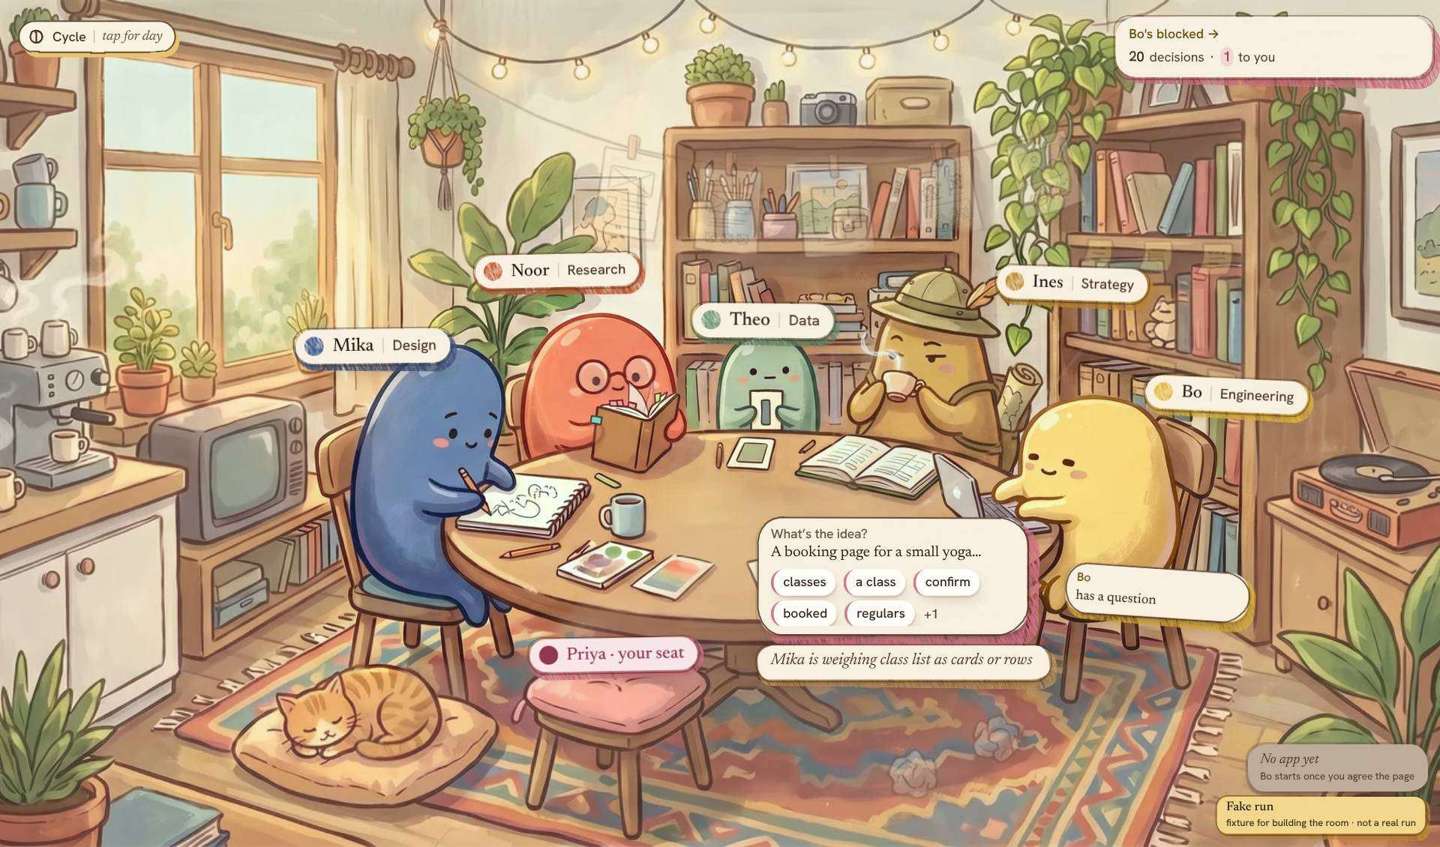 Cycle | tap for day
Bo's blocked →
20 decisions · 1 to you
Noor | Research
Ines | Strategy
Theo | Data
Mika | Design
Bo | Engineering
What's the idea?
A booking page for a small yoga...
classes a class confirm
booked regulars +1
Bo
has a question
Priya · your seat
Mika is weighing class list as cards or rows
No app yet
Bo starts once you agree the page
Fake run
fixture for building the room · not a real run